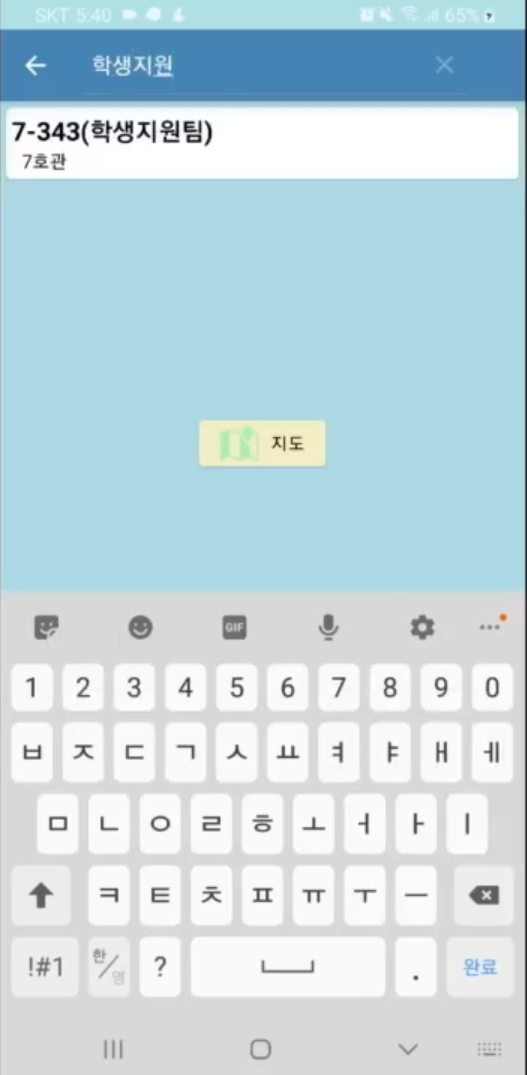 SKT 5:40 65%
학생지원
7-343(학생지원팀)
7호관
지도
GIF
1 2 3 4 5 6 7 8 9 0
ㅂ ㅈ ㄷ ㄱ ㅅ ㅛ ㅕ ㅑ ㅐ ㅔ
ㅁ ㄴ ㅇ ㄹ ㅎ ㅗ ㅓ ㅏ ㅣ
ㅋ ㅌ ㅊ ㅍ ㅠ ㅜ ㅡ
!#1 한/영 ? . 완료